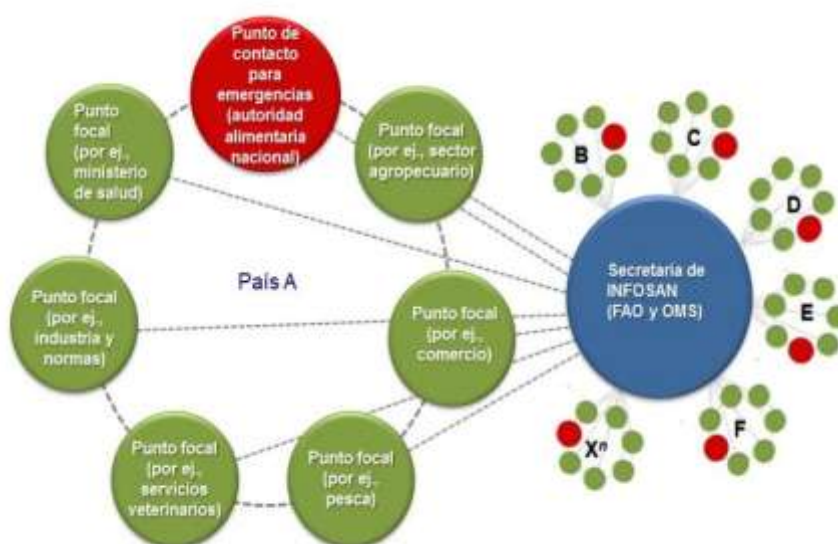 Punto de
contacto
para
emergencias
(autoridad
alimentaria
nacional)
Punto
focal
(por ej.,
ministerio
de salud)
Punto focal
(por ej., sector
agropecuario)
País A
Punto focal
(por ej.,
industria y
normas)
Punto focal
(por ej.,
comercio)
Punto focal
(por ej.,
servicios
veterinarios)
Punto focal
(por ej.,
pesca)
Secretaría de
INFOSAN
(FAO y OMS)
B
C
D
E
F
Xⁿ